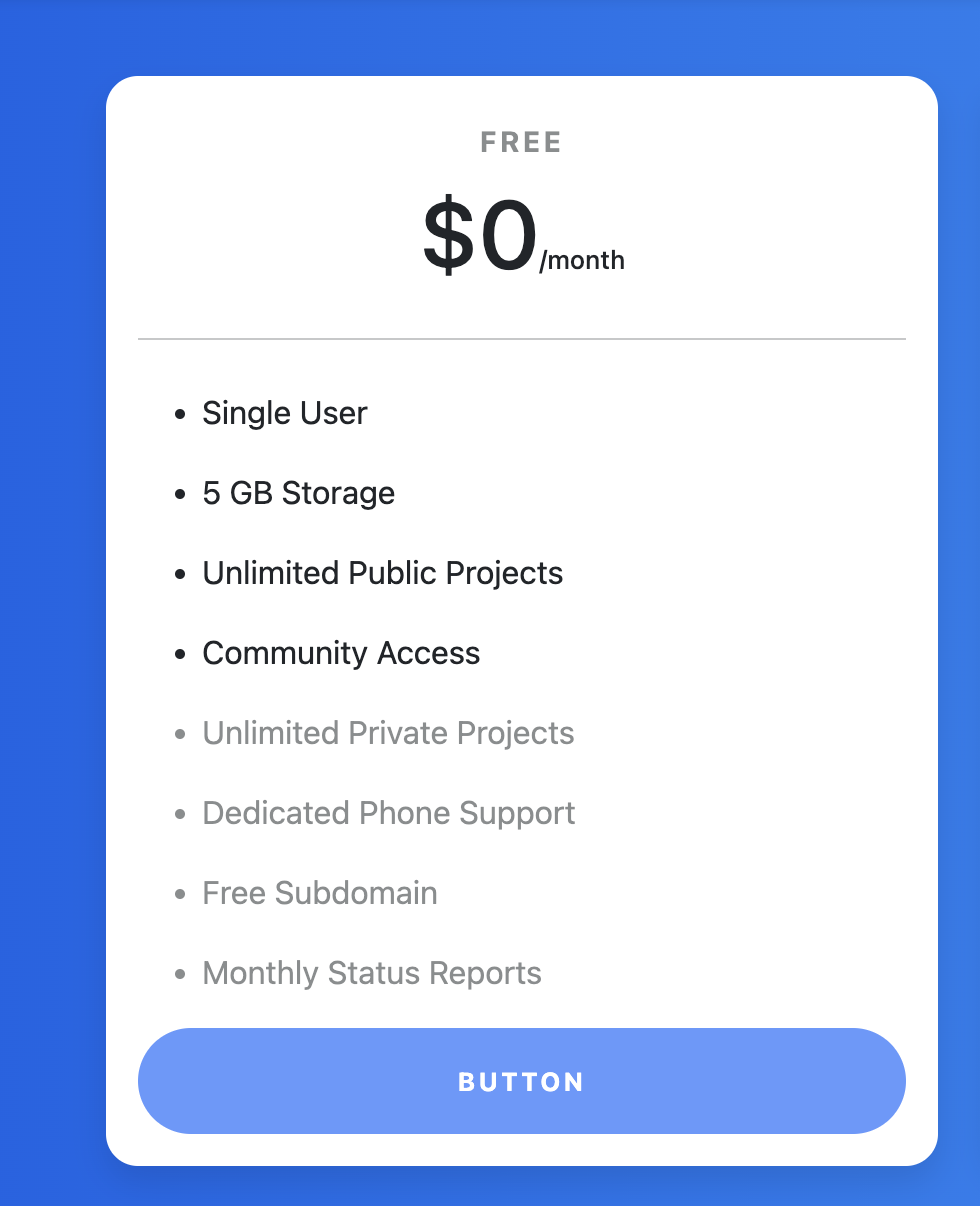 FREE
$0/month
Single User
5 GB Storage
Unlimited Public Projects
Community Access
Unlimited Private Projects
Dedicated Phone Support
Free Subdomain
Monthly Status Reports
BUTTON